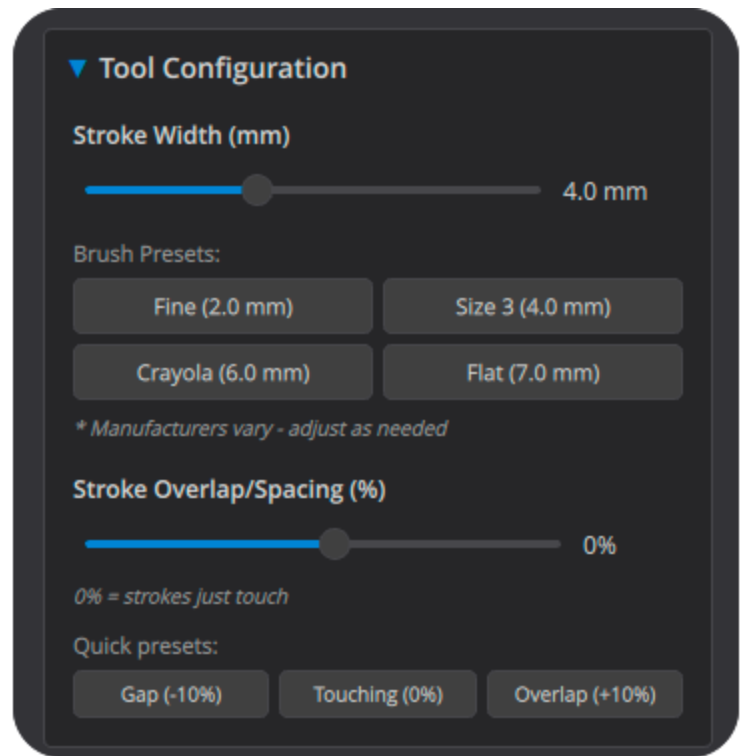 ▼ Tool Configuration
Stroke Width (mm)
4.0 mm
Brush Presets:
Fine (2.0 mm) Size 3 (4.0 mm)
Crayola (6.0 mm) Flat (7.0 mm)
* Manufacturers vary - adjust as needed
Stroke Overlap/Spacing (%)
0%
0% = strokes just touch
Quick presets:
Gap (-10%) Touching (0%) Overlap (+10%)